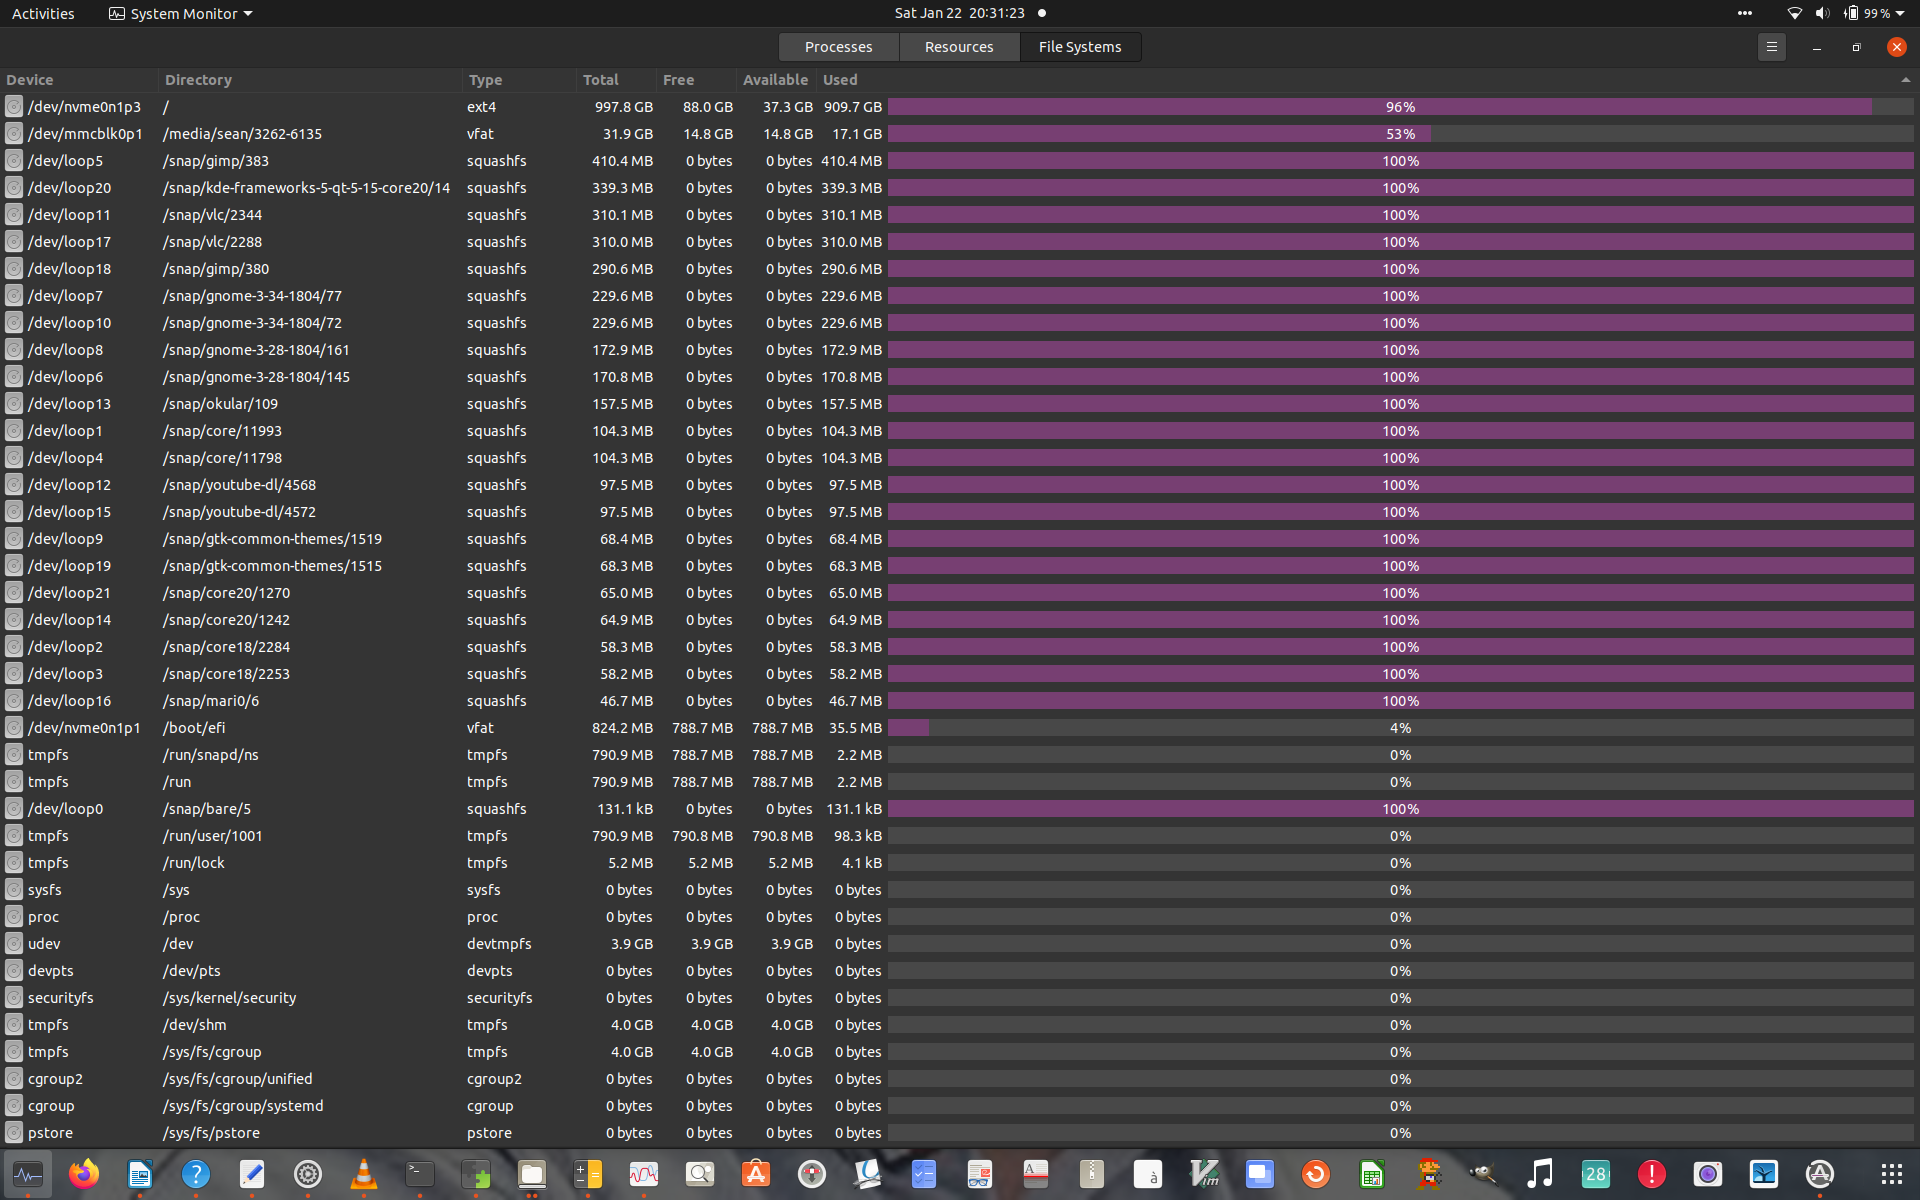 Activities System Monitor Sat Jan 22 20:31:23 99 %
Processes Resources File Systems
Device Directory Type Total Free Available Used
/dev/nvme0n1p3 / ext4 997.8 GB 88.0 GB 37.3 GB 909.7 GB 96%
/dev/mmcblk0p1 /media/sean/3262-6135 vfat 31.9 GB 14.8 GB 14.8 GB 17.1 GB 53%
/dev/loop5 /snap/gimp/383 squashfs 410.4 MB 0 bytes 0 bytes 410.4 MB 100%
/dev/loop20 /snap/kde-frameworks-5-qt-5-15-core20/14 squashfs 339.3 MB 0 bytes 0 bytes 339.3 MB 100%
/dev/loop11 /snap/vlc/2344 squashfs 310.1 MB 0 bytes 0 bytes 310.1 MB 100%
/dev/loop17 /snap/vlc/2288 squashfs 310.0 MB 0 bytes 0 bytes 310.0 MB 100%
/dev/loop18 /snap/gimp/380 squashfs 290.6 MB 0 bytes 0 bytes 290.6 MB 100%
/dev/loop7 /snap/gnome-3-34-1804/77 squashfs 229.6 MB 0 bytes 0 bytes 229.6 MB 100%
/dev/loop10 /snap/gnome-3-34-1804/72 squashfs 229.6 MB 0 bytes 0 bytes 229.6 MB 100%
/dev/loop8 /snap/gnome-3-28-1804/161 squashfs 172.9 MB 0 bytes 0 bytes 172.9 MB 100%
/dev/loop6 /snap/gnome-3-28-1804/145 squashfs 170.8 MB 0 bytes 0 bytes 170.8 MB 100%
/dev/loop13 /snap/okular/109 squashfs 157.5 MB 0 bytes 0 bytes 157.5 MB 100%
/dev/loop1 /snap/core/11993 squashfs 104.3 MB 0 bytes 0 bytes 104.3 MB 100%
/dev/loop4 /snap/core/11798 squashfs 104.3 MB 0 bytes 0 bytes 104.3 MB 100%
/dev/loop12 /snap/youtube-dl/4568 squashfs 97.5 MB 0 bytes 0 bytes 97.5 MB 100%
/dev/loop15 /snap/youtube-dl/4572 squashfs 97.5 MB 0 bytes 0 bytes 97.5 MB 100%
/dev/loop9 /snap/gtk-common-themes/1519 squashfs 68.4 MB 0 bytes 0 bytes 68.4 MB 100%
/dev/loop19 /snap/gtk-common-themes/1515 squashfs 68.3 MB 0 bytes 0 bytes 68.3 MB 100%
/dev/loop21 /snap/core20/1270 squashfs 65.0 MB 0 bytes 0 bytes 65.0 MB 100%
/dev/loop14 /snap/core20/1242 squashfs 64.9 MB 0 bytes 0 bytes 64.9 MB 100%
/dev/loop2 /snap/core18/2284 squashfs 58.3 MB 0 bytes 0 bytes 58.3 MB 100%
/dev/loop3 /snap/core18/2253 squashfs 58.2 MB 0 bytes 0 bytes 58.2 MB 100%
/dev/loop16 /snap/mari0/6 squashfs 46.7 MB 0 bytes 0 bytes 46.7 MB 100%
/dev/nvme0n1p1 /boot/efi vfat 824.2 MB 788.7 MB 788.7 MB 35.5 MB 4%
tmpfs /run/snapd/ns tmpfs 790.9 MB 788.7 MB 788.7 MB 2.2 MB 0%
tmpfs /run tmpfs 790.9 MB 788.7 MB 788.7 MB 2.2 MB 0%
/dev/loop0 /snap/bare/5 squashfs 131.1 kB 0 bytes 0 bytes 131.1 kB 100%
tmpfs /run/user/1001 tmpfs 790.9 MB 790.8 MB 790.8 MB 98.3 kB 0%
tmpfs /run/lock tmpfs 5.2 MB 5.2 MB 5.2 MB 4.1 kB 0%
sysfs /sys sysfs 0 bytes 0 bytes 0 bytes 0 bytes 0%
proc /proc proc 0 bytes 0 bytes 0 bytes 0 bytes 0%
udev /dev devtmpfs 3.9 GB 3.9 GB 3.9 GB 0 bytes 0%
devpts /dev/pts devpts 0 bytes 0 bytes 0 bytes 0 bytes 0%
securityfs /sys/kernel/security securityfs 0 bytes 0 bytes 0 bytes 0 bytes 0%
tmpfs /dev/shm tmpfs 4.0 GB 4.0 GB 4.0 GB 0 bytes 0%
tmpfs /sys/fs/cgroup tmpfs 4.0 GB 4.0 GB 4.0 GB 0 bytes 0%
cgroup2 /sys/fs/cgroup/unified cgroup2 0 bytes 0 bytes 0 bytes 0 bytes 0%
cgroup /sys/fs/cgroup/systemd cgroup 0 bytes 0 bytes 0 bytes 0 bytes 0%
pstore /sys/fs/pstore pstore 0 bytes 0 bytes 0 bytes 0 bytes 0%
? >_ A à Vim 28 !